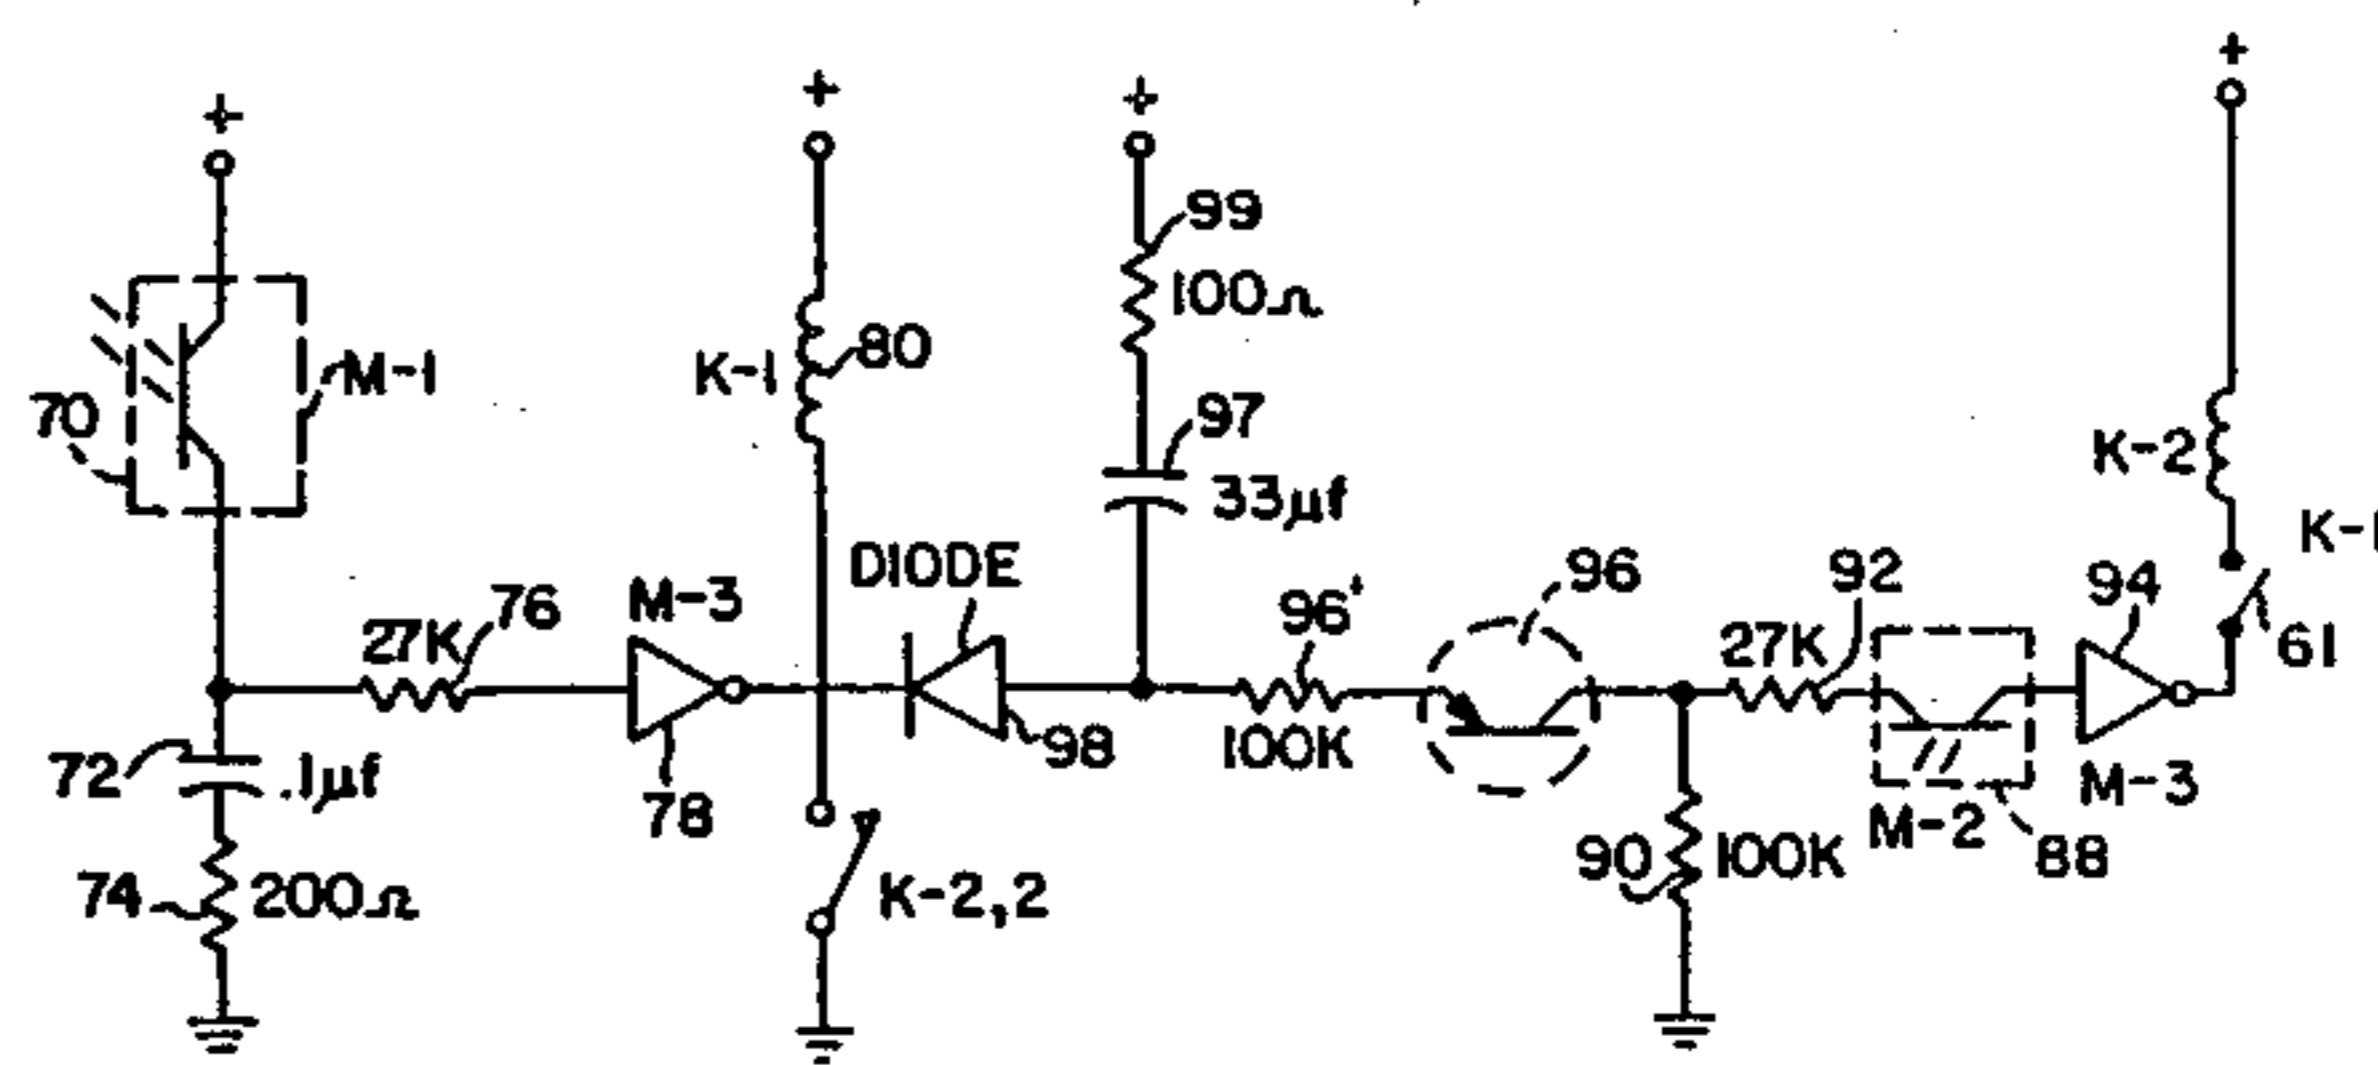 +
+
+
+
99
100Ω
70
M-1
K-1
80
97
33µf
K-2
K-1
61
27K
76
M-3
DIODE
98
96'
100K
96
27K
92
94
M-3
72
.1µf
78
74
200Ω
K-2,2
90
100K
M-2
88